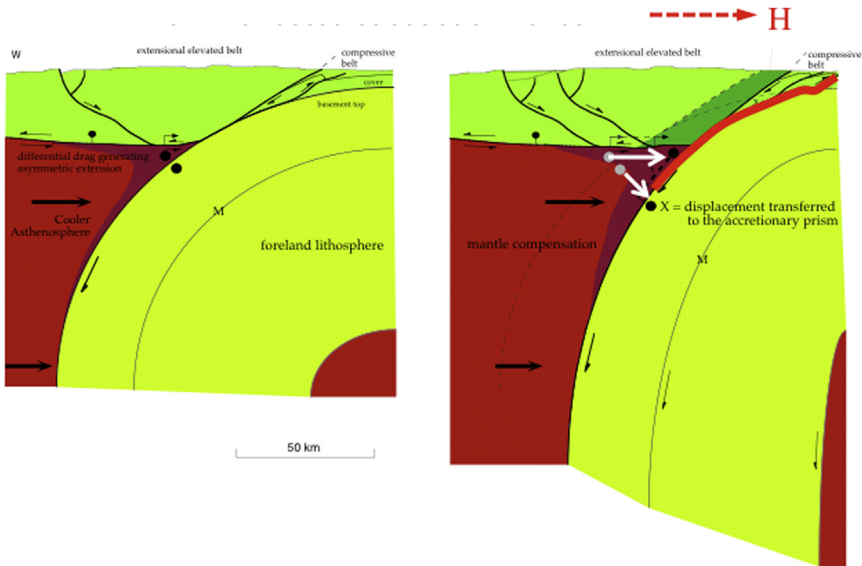 H
W
extensional elevated belt
compressive
belt
cover
basement top
differential drag generating
asymmetric extension
Cooler
Asthenosphere
M
foreland lithosphere
50 km
extensional elevated belt
compressive
belt
X = displacement transferred
to the accretionary prism
mantle compensation
M